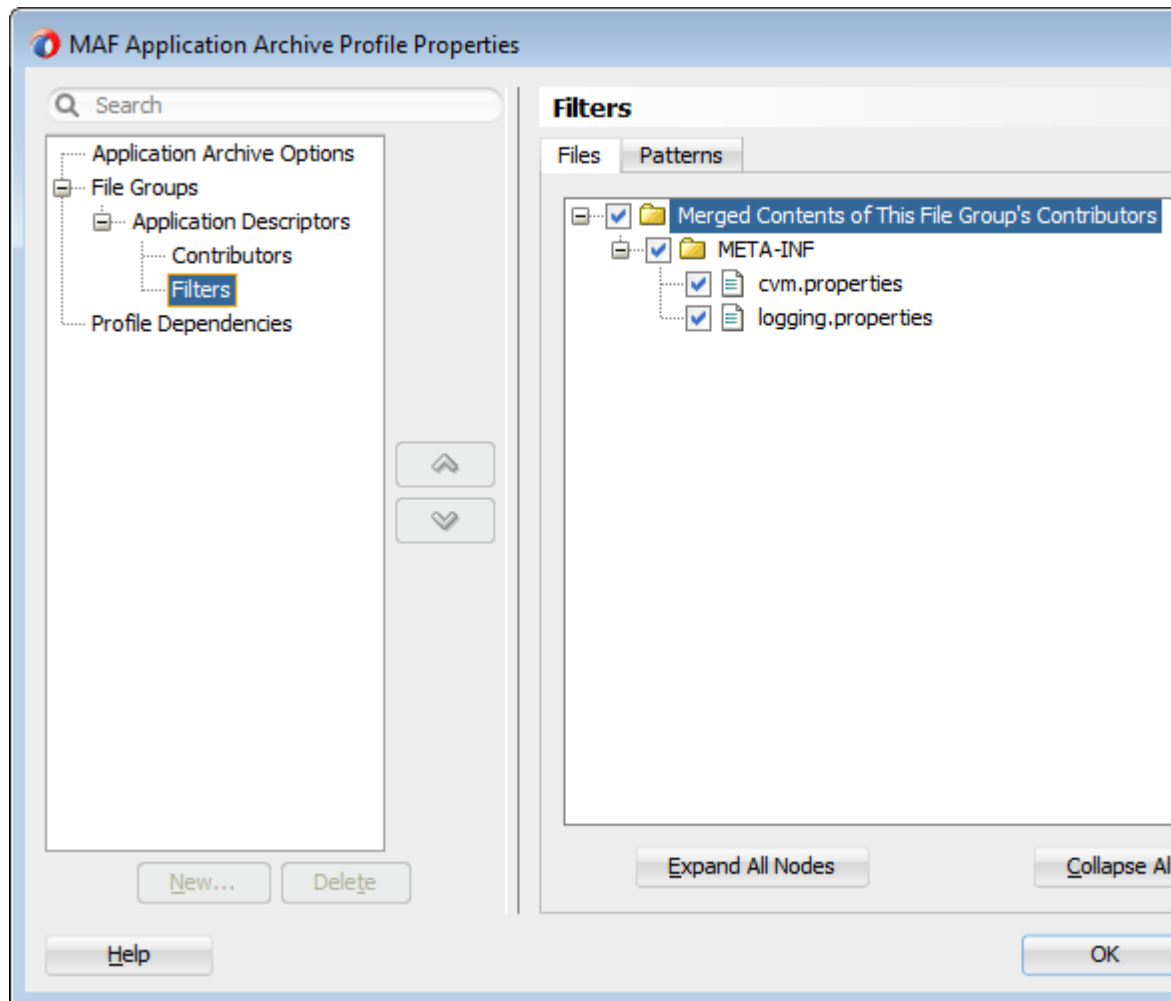 MAF Application Archive Profile Properties
Search
Application Archive Options
File Groups
Application Descriptors
Contributors
Filters
Profile Dependencies
New...
Delete
Filters
Files
Patterns
Merged Contents of This File Group's Contributors
META-INF
cvm.properties
logging.properties
Expand All Nodes
Collapse Al
Help
OK